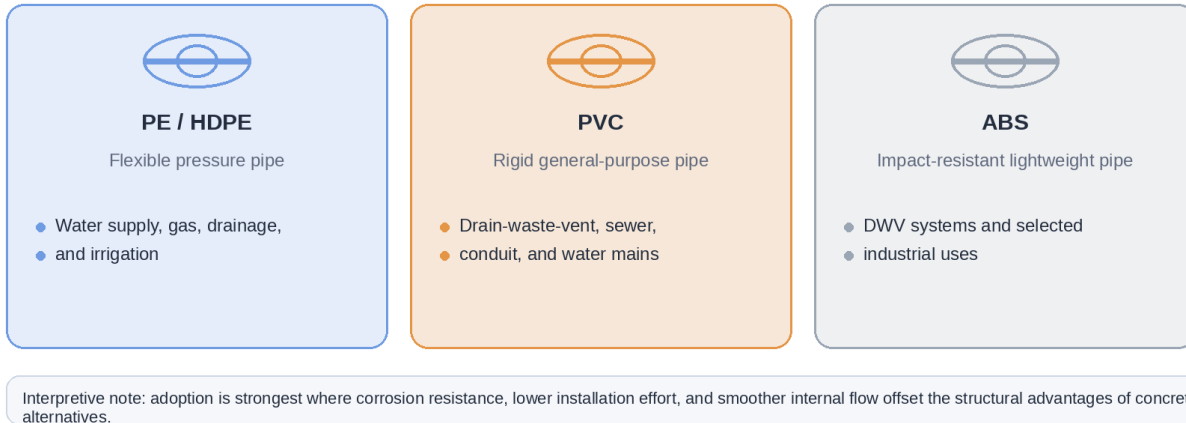 PE / HDPE
Flexible pressure pipe
Water supply, gas, drainage,
and irrigation
PVC
Rigid general-purpose pipe
Drain-waste-vent, sewer,
conduit, and water mains
ABS
Impact-resistant lightweight pipe
DWV systems and selected
industrial uses
Interpretive note: adoption is strongest where corrosion resistance, lower installation effort, and smoother internal flow offset the structural advantages of
alternatives.